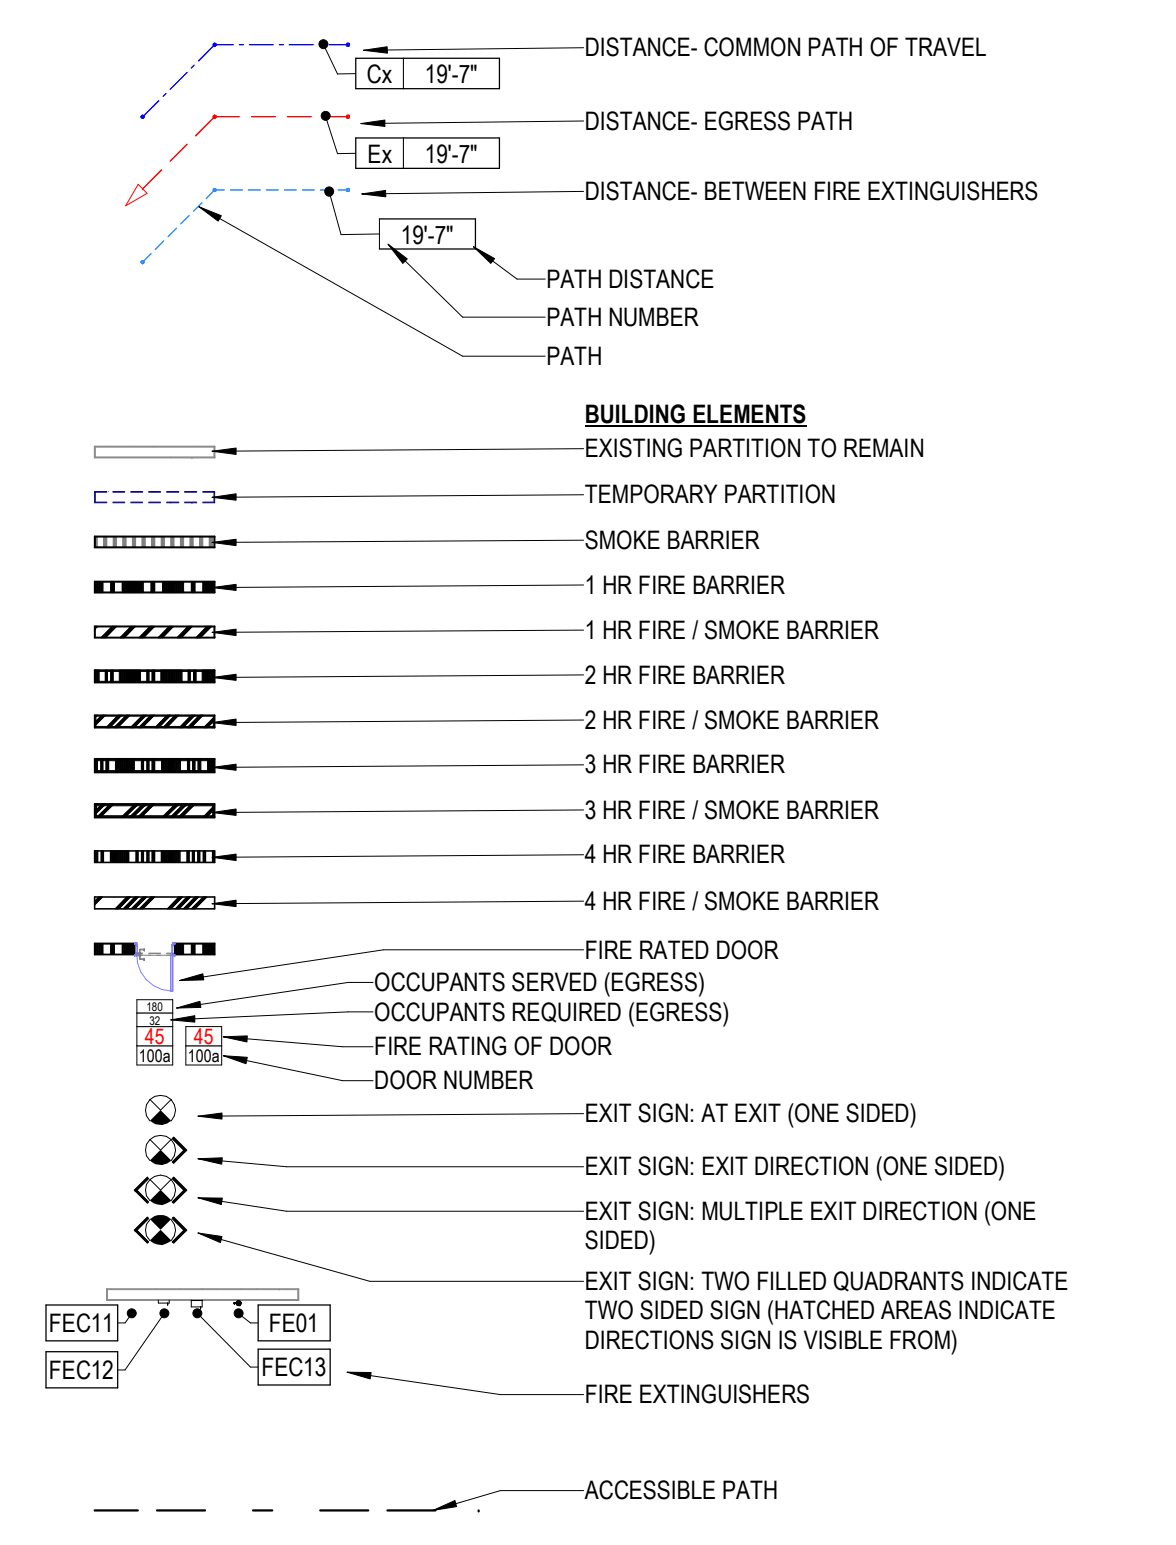 DISTANCE- COMMON PATH OF TRAVEL
Cx 19'-7"
DISTANCE- EGRESS PATH
Ex 19'-7"
DISTANCE- BETWEEN FIRE EXTINGUISHERS
19'-7"
PATH DISTANCE
PATH NUMBER
PATH
BUILDING ELEMENTS
EXISTING PARTITION TO REMAIN
TEMPORARY PARTITION
SMOKE BARRIER
1 HR FIRE BARRIER
1 HR FIRE / SMOKE BARRIER
2 HR FIRE BARRIER
2 HR FIRE / SMOKE BARRIER
3 HR FIRE BARRIER
3 HR FIRE / SMOKE BARRIER
4 HR FIRE BARRIER
4 HR FIRE / SMOKE BARRIER
FIRE RATED DOOR
OCCUPANTS SERVED (EGRESS)
180
OCCUPANTS REQUIRED (EGRESS)
32
45 45
FIRE RATING OF DOOR
100a 100a
DOOR NUMBER
EXIT SIGN: AT EXIT (ONE SIDED)
EXIT SIGN: EXIT DIRECTION (ONE SIDED)
EXIT SIGN: MULTIPLE EXIT DIRECTION (ONE
SIDED)
EXIT SIGN: TWO FILLED QUADRANTS INDICATE
TWO SIDED SIGN (HATCHED AREAS INDICATE
DIRECTIONS SIGN IS VISIBLE FROM)
FEC11 FE01
FEC12 FEC13
FIRE EXTINGUISHERS
ACCESSIBLE PATH